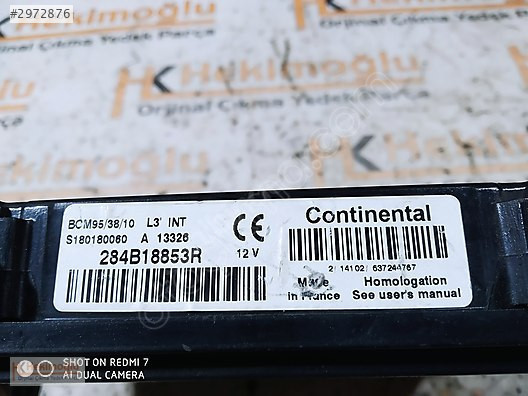 #2972876
Hekimoğlu
Orjinal Çıkma Yedek Parça
BCM95/38/10 L3' INT
S180180060 A 13326
284B18853R
12 V
CE
Continental
2 14102 637244767
Made in France
Homologation
See user's manual
SHOT ON REDMI 7
AI DUAL CAMERA